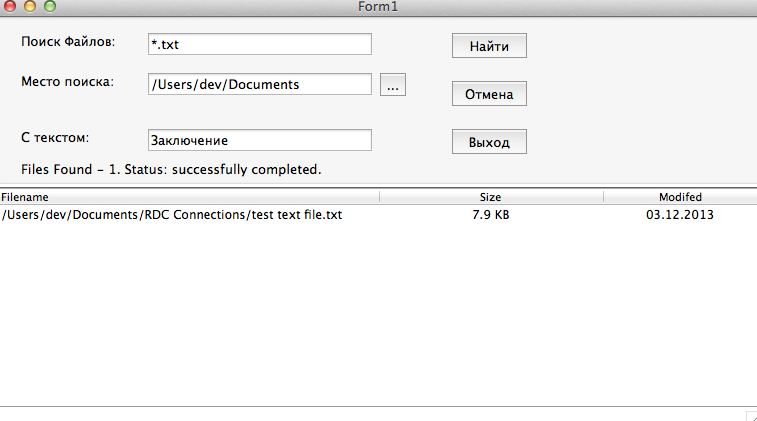 Form1
Поиск Файлов:
*.txt
Найти
Место поиска:
/Users/dev/Documents
...
Отмена
С текстом:
Заключение
Выход
Files Found - 1. Status: successfully completed.
Filename Size Modifed
/Users/dev/Documents/RDC Connections/test text file.txt 7.9 KB 03.12.2013